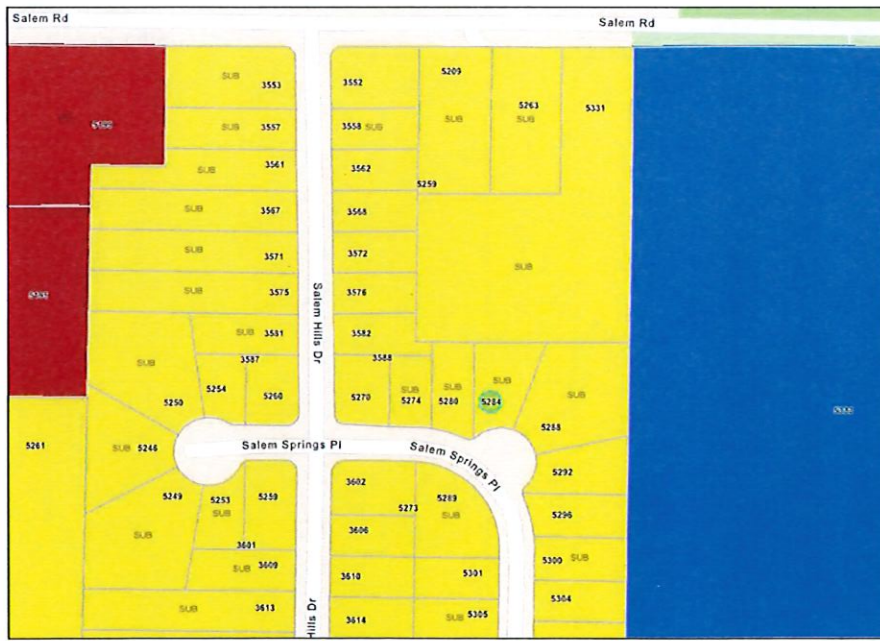 Salem Rd
Salem Rd
5209
SUB
3553
3552
5263
5331
SUB
3557
3558
SUB
SUB
SUB
SUB
3561
3562
5259
SUB
3567
3568
SUB
3571
3572
SUB
SUB
3575
3576
Salem Hills Dr
SUB
3581
3582
SUB
3587
3588
SUB
SUB
SUB
SUB
5250
5254
5260
5270
5274
5280
5284
5288
5261
SUB
5246
Salem Springs Pl
Salem Springs Pl
5292
5249
5253
5259
3602
5273
5289
5296
SUB
SUB
SUB
3606
3601
SUB
3609
3610
5301
5300
SUB
SUB
3613
Hills Dr
3614
SUB
5305
5304